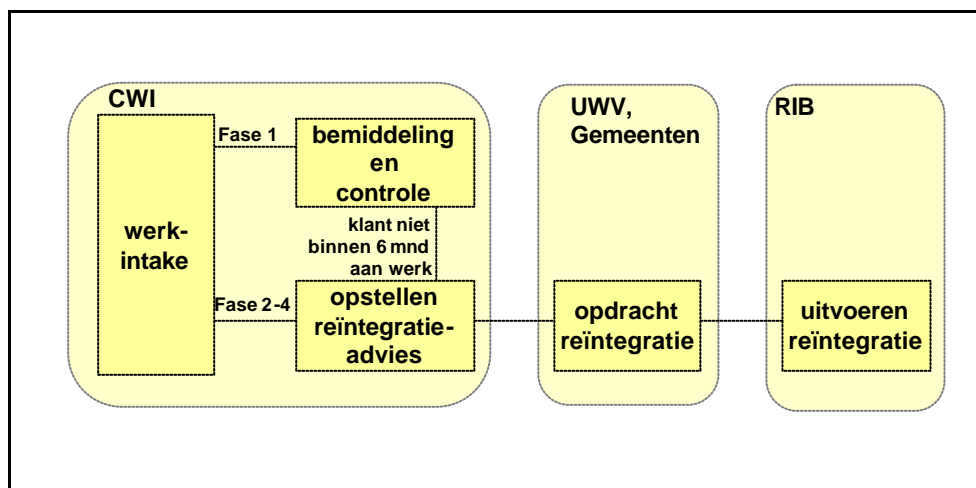 CWI
werk-
intake
Fase 1
bemiddeling
en
controle
klant niet
binnen 6 mnd
aan werk
Fase 2-4
opstellen
reïntegratie-
advies
UWV,
Gemeenten
opdracht
reïntegratie
RIB
uitvoeren
reïntegratie